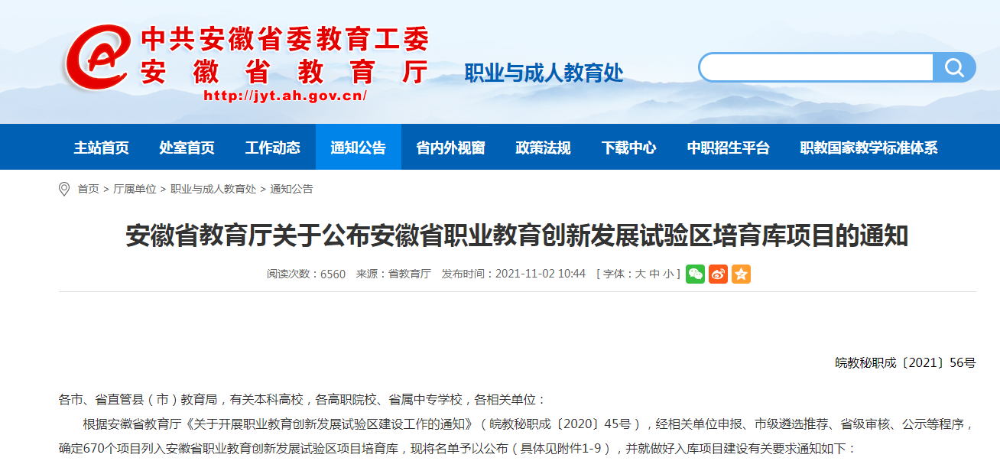 中共安徽省委教育工委
安徽省教育厅
http://jyt.ah.gov.cn/
职业与成人教育处
主站首页 处室首页 工作动态 通知公告 省内外视窗 政策法规 下载中心 中职招生平台 职教国家教学标准体系
首页 > 厅属单位 > 职业与成人教育处 > 通知公告
安徽省教育厅关于公布安徽省职业教育创新发展试验区培育库项目的通知
阅读次数：6560 来源：省教育厅 发布时间：2021-11-02 10:44 [ 字体：大 中 小 ]
皖教秘职成〔2021〕56号
各市、省直管县（市）教育局，有关本科高校，各高职院校、省属中专学校，各相关单位：
根据安徽省教育厅《关于开展职业教育创新发展试验区建设工作的通知》（皖教秘职成〔2020〕45号），经相关单位申报、市级遴选推荐、省级审核、公示等程序，
确定670个项目列入安徽省职业教育创新发展试验区项目培育库，现将名单予以公布（具体见附件1-9），并就做好入库项目建设有关要求通知如下：